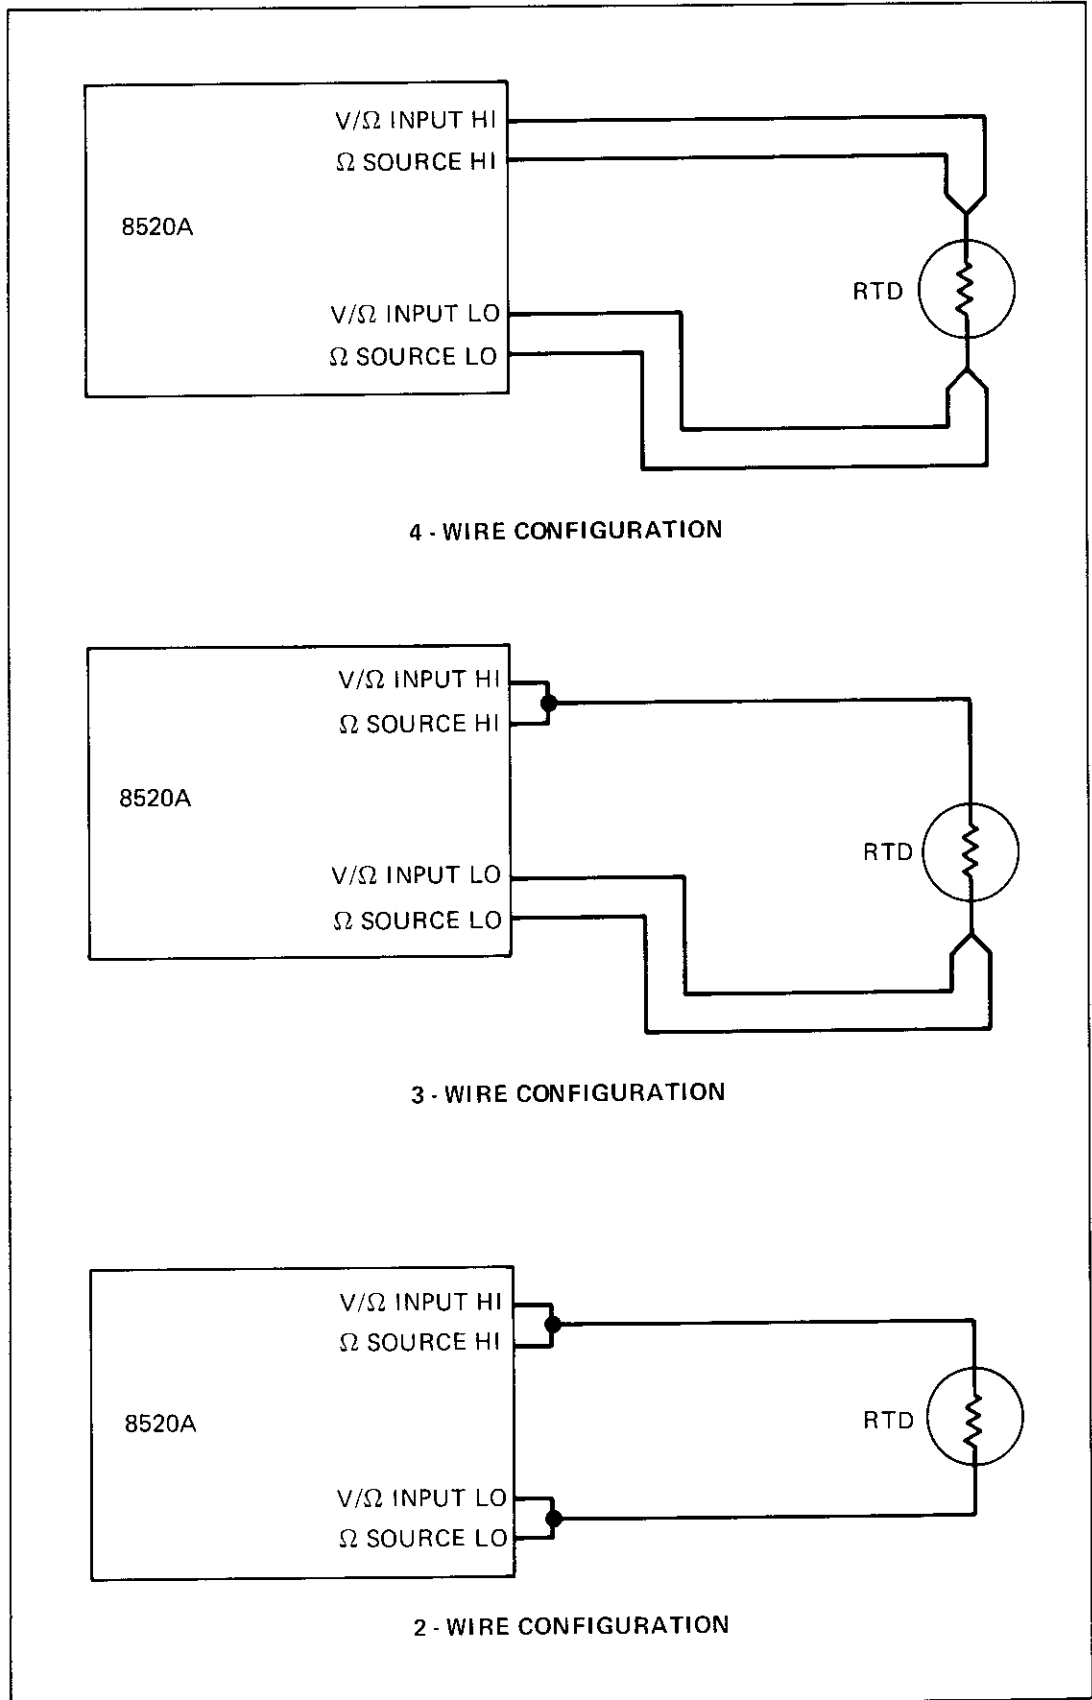 V/Ω INPUT HI
Ω SOURCE HI
8520A
RTD
V/Ω INPUT LO
Ω SOURCE LO
4 - WIRE CONFIGURATION
V/Ω INPUT HI
Ω SOURCE HI
8520A
RTD
V/Ω INPUT LO
Ω SOURCE LO
3 - WIRE CONFIGURATION
V/Ω INPUT HI
Ω SOURCE HI
8520A
RTD
V/Ω INPUT LO
Ω SOURCE LO
2 - WIRE CONFIGURATION